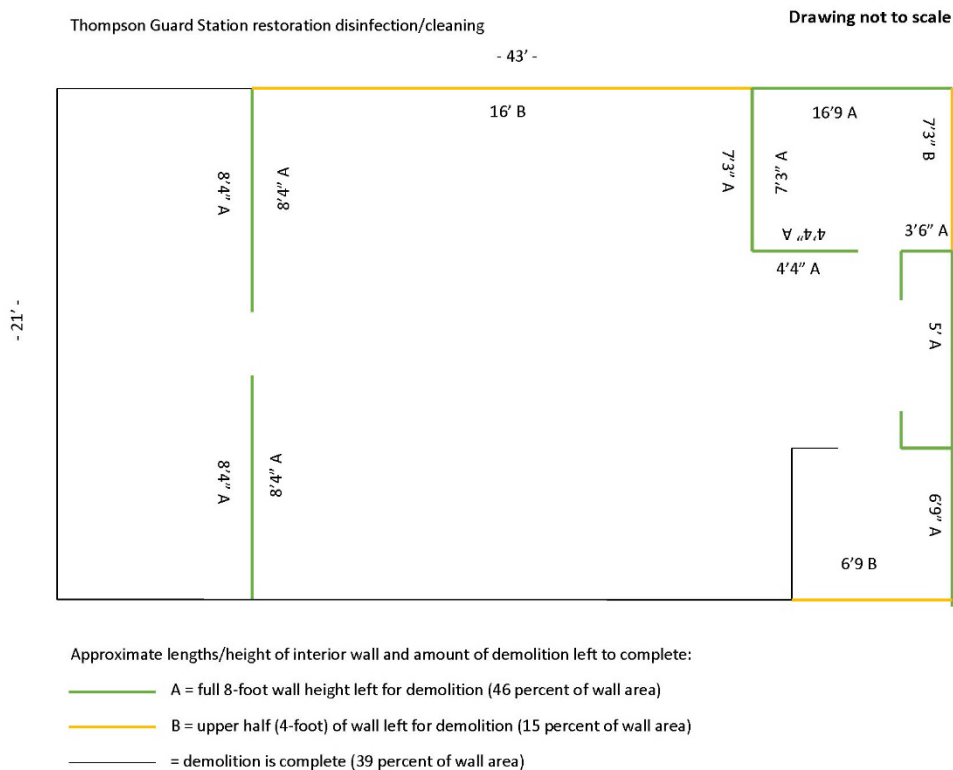 Thompson Guard Station restoration disinfection/cleaning
Drawing not to scale
- 43’ -
16’ B
16’9 A
7’3” B
8’4” A
8’4” A
7’3” A
7’3” A
4’4” A
3’6” A
4’4” A
- 21’ -
5’ A
8’4” A
8’4” A
6’9” A
6’9 B
Approximate lengths/height of interior wall and amount of demolition left to complete:
A = full 8-foot wall height left for demolition (46 percent of wall area)
B = upper half (4-foot) of wall left for demolition (15 percent of wall area)
= demolition is complete (39 percent of wall area)